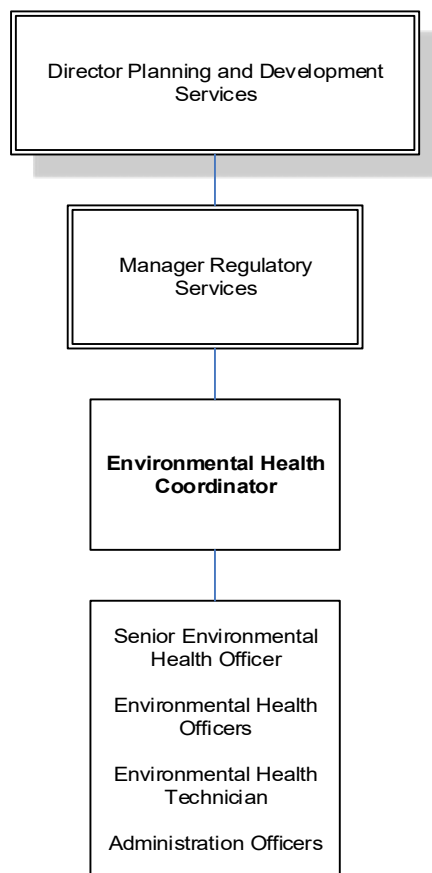 Director Planning and Development
Services
Manager Regulatory
Services
Environmental Health
Coordinator
Senior Environmental
Health Officer
Environmental Health
Officers
Environmental Health
Technician
Administration Officers